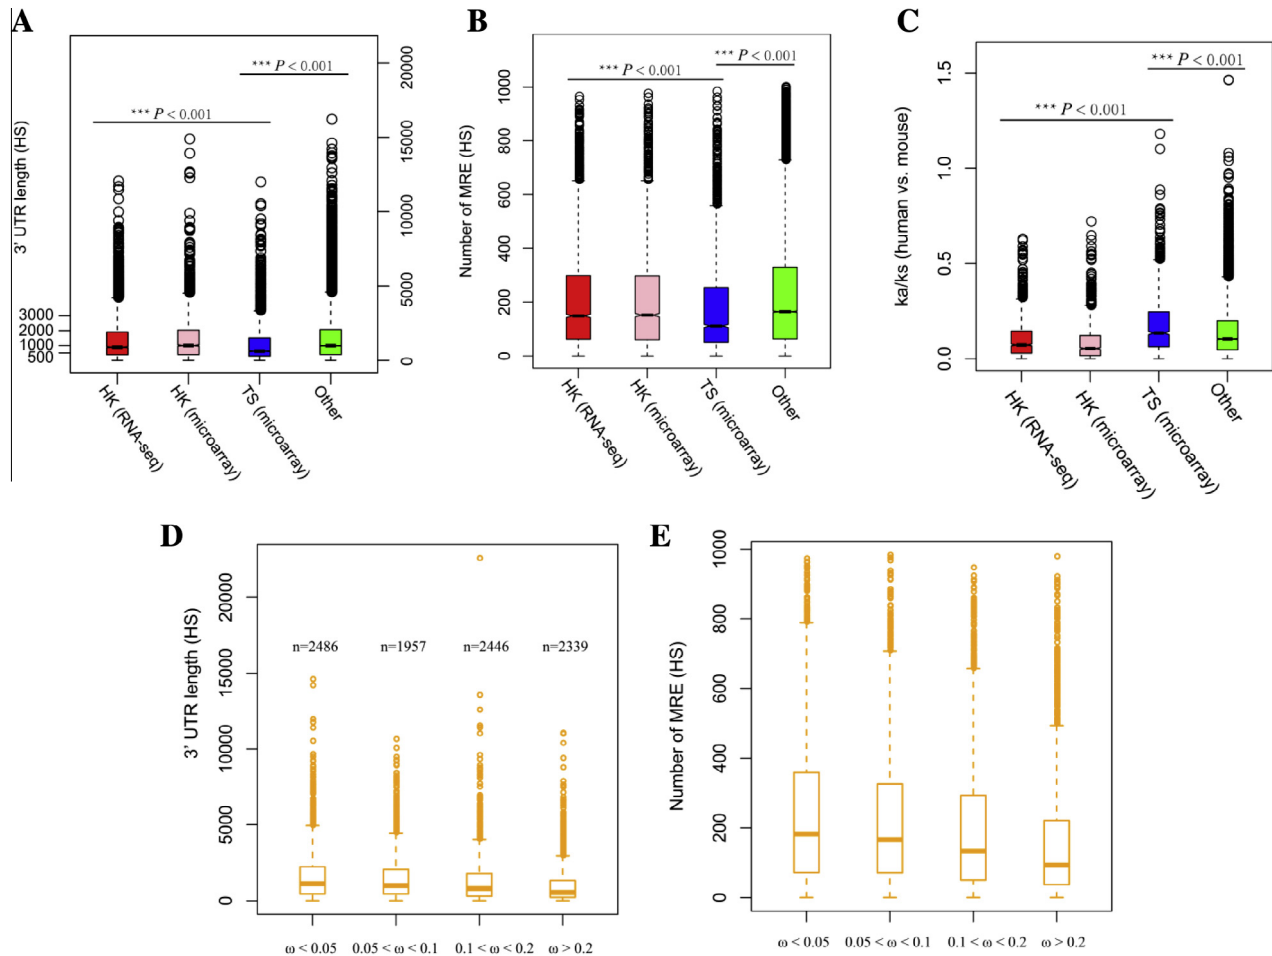 A
3' UTR length (HS)
500
1000
2000
3000
0
5000
10000
15000
20000
*** P < 0.001
*** P < 0.001
HK (RNA-seq)
HK (microarray)
TS (microarray)
Other
B
Number of MRE (HS)
0
200
400
600
800
1000
*** P < 0.001
*** P < 0.001
HK (RNA-seq)
HK (microarray)
TS (microarray)
Other
C
ka/ks (human vs. mouse)
0.0
0.5
1.0
1.5
*** P < 0.001
*** P < 0.001
HK (RNA-seq)
HK (microarray)
TS (microarray)
Other
D
3' UTR length (HS)
0
5000
10000
15000
20000
n=2486
n=1957
n=2446
n=2339
ω < 0.05
0.05 < ω < 0.1
0.1 < ω < 0.2
ω > 0.2
E
Number of MRE (HS)
0
200
400
600
800
1000
ω < 0.05
0.05 < ω < 0.1
0.1 < ω < 0.2
ω > 0.2